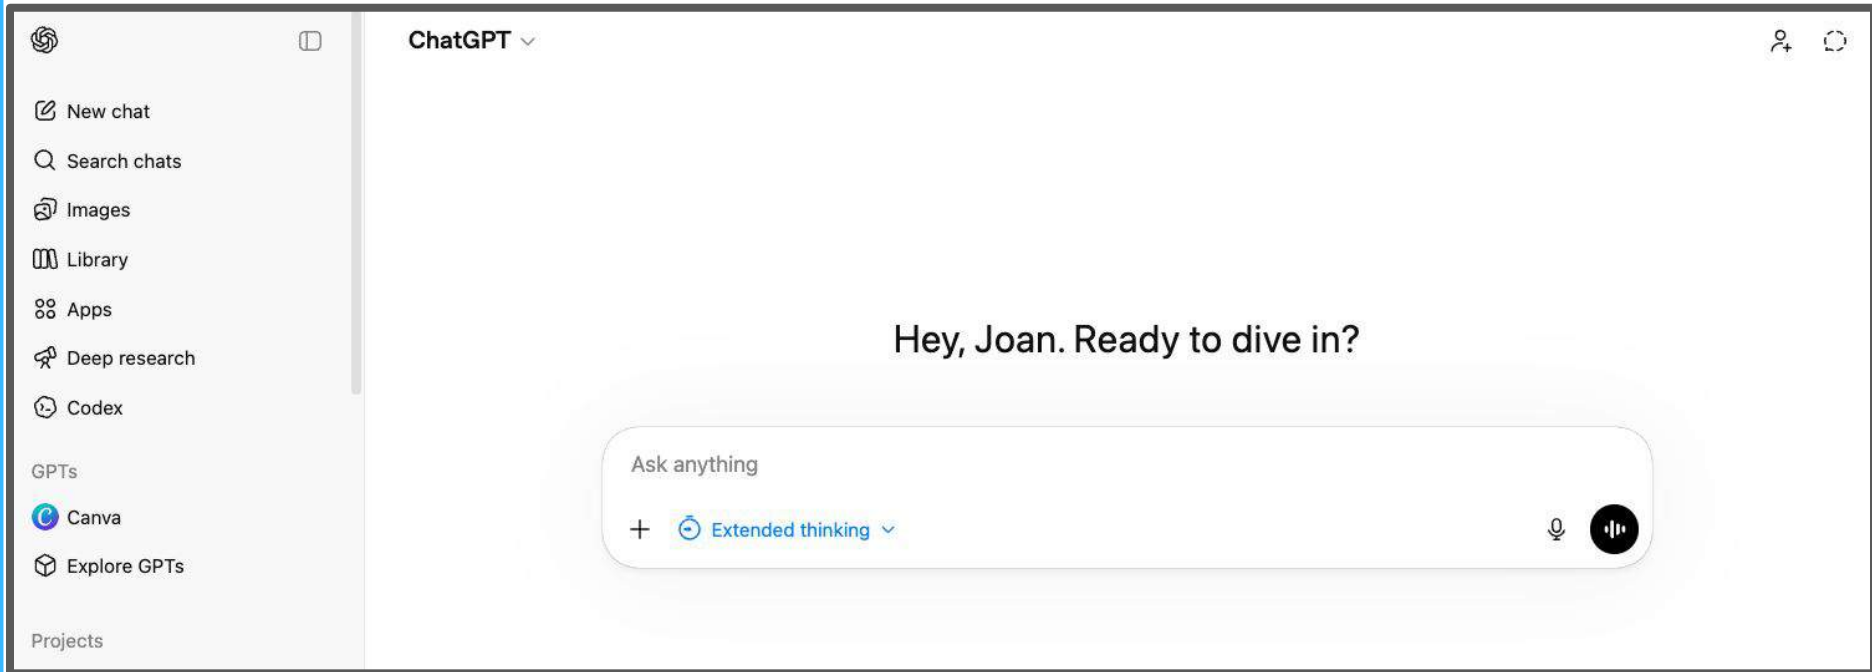 ChatGPT
New chat
Search chats
Images
Library
Apps
Deep research
Codex
GPTs
Canva
Explore GPTs
Projects
Hey, Joan. Ready to dive in?
Ask anything
Extended thinking